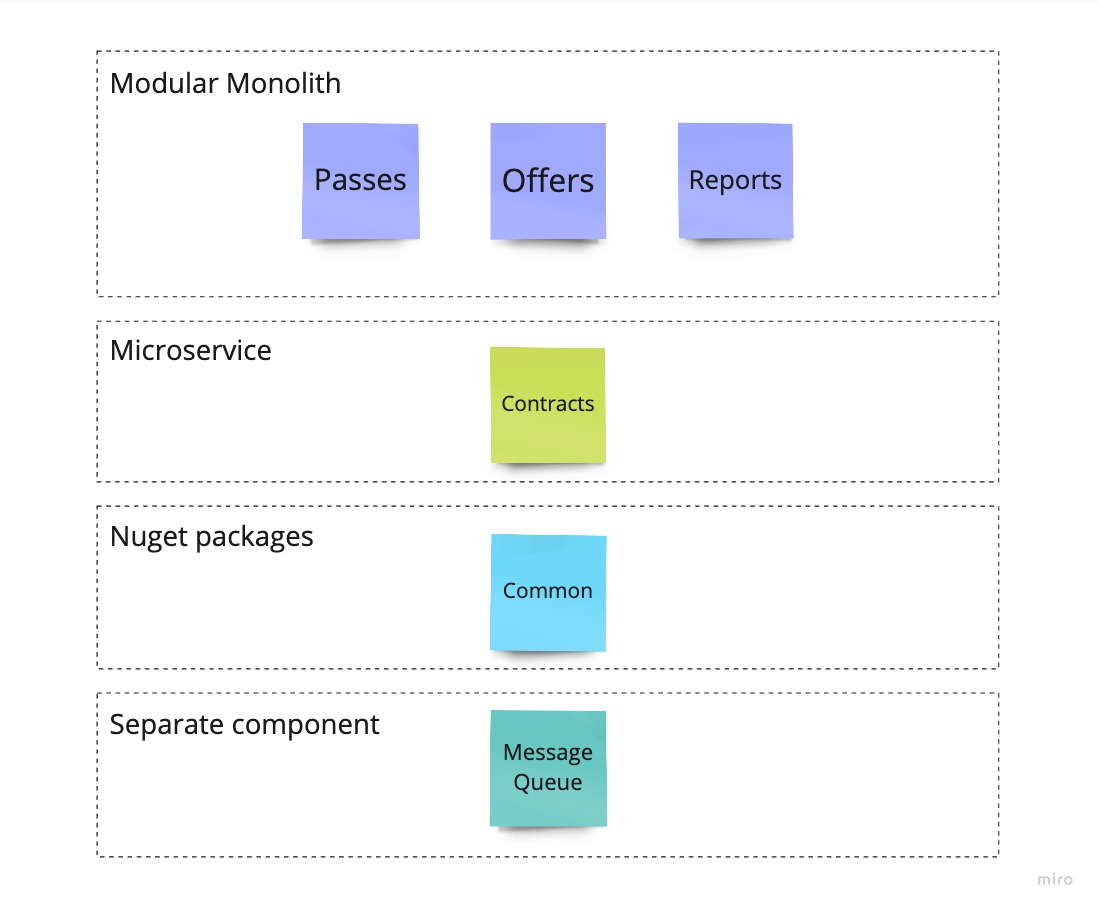 Modular Monolith
Passes
Offers
Reports
Microservice
Contracts
Nuget packages
Common
Separate component
Message
Queue
miro